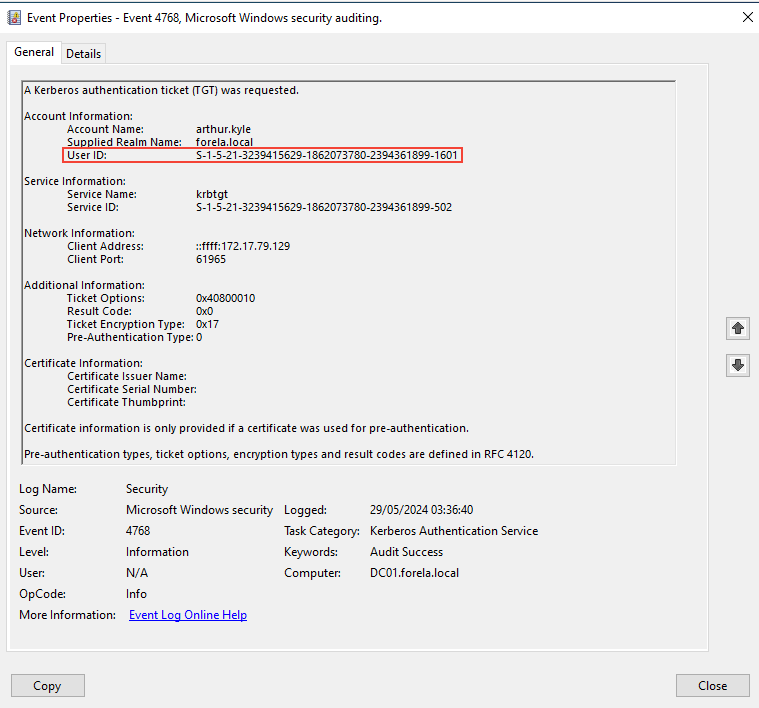 Event Properties - Event 4768, Microsoft Windows security auditing.
General Details
A Kerberos authentication ticket (TGT) was requested.
Account Information:
Account Name: arthur.kyle
Supplied Realm Name: forela.local
User ID: S-1-5-21-3239415629-1862073780-2394361899-1601
Service Information:
Service Name: krbtgt
Service ID: S-1-5-21-3239415629-1862073780-2394361899-502
Network Information:
Client Address: ::ffff:172.17.79.129
Client Port: 61965
Additional Information:
Ticket Options: 0x40800010
Result Code: 0x0
Ticket Encryption Type: 0x17
Pre-Authentication Type: 0
Certificate Information:
Certificate Issuer Name:
Certificate Serial Number:
Certificate Thumbprint:
Certificate information is only provided if a certificate was used for pre-authentication.
Pre-authentication types, ticket options, encryption types and result codes are defined in RFC 4120.
Log Name: Security
Source: Microsoft Windows security Logged: 29/05/2024 03:36:40
Event ID: 4768 Task Category: Kerberos Authentication Service
Level: Information Keywords: Audit Success
User: N/A Computer: DC01.forela.local
OpCode: Info
More Information: Event Log Online Help
Copy Close